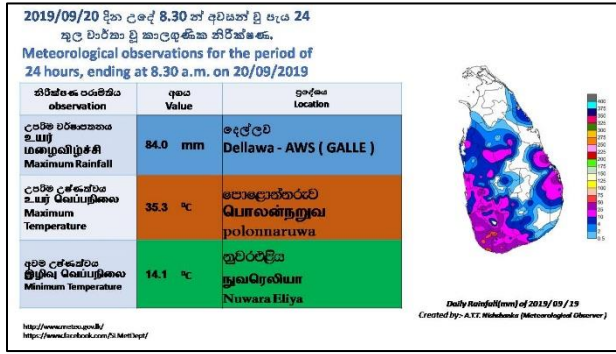 2019/09/20 දින උදේ 8.30 න් අවසන් වු පැය 24
තුල වාර්තා වූ කාලගුණික නිරීක්ෂණ.
Meteorological observations for the period of
24 hours, ending at 8.30 a.m. on 20/09/2019
නිරීක්ෂණ පරාමිතිය
observation
අගය
Value
ප්‍රදේශය
Location
උපරිම වර්ෂාපතනය
உயர்
மழைவீழ்ச்சி
Maximum Rainfall
84.0 mm
දෙල්ලව
Dellawa - AWS ( GALLE )
උපරිම උෂ්ණත්වය
உயர் வெப்பநிலை
Maximum
Temperature
35.3 °C
පොළොන්නරුව
பொலன்நறுவ
polonnaruwa
අවම උෂ්ණත්වය
இழிவு வெப்பநிலை
Minimum Temperature
14.1 °C
නුවරඑළිය
நுவரெலியா
Nuwara Eliya
http://www.meteo.gov.lk/
https://www.facebook.com/SLMetDept/
Daily Rainfall(mm) of 2019/09/19
Created by:- A.T.T. Nishshanka (Meteorological Observer )